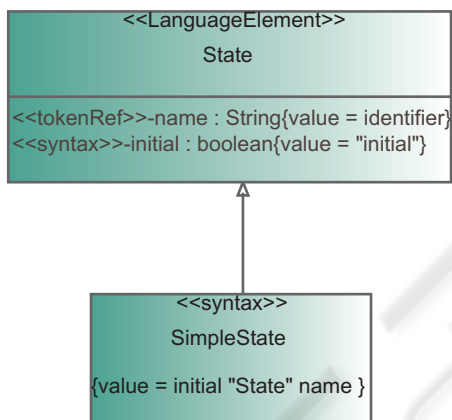 <<LanguageElement>>
State
<<tokenRef>>-name : String{value = identifier}
<<syntax>>-initial : boolean{value = "initial"}
<<syntax>>
SimpleState
{value = initial "State" name }